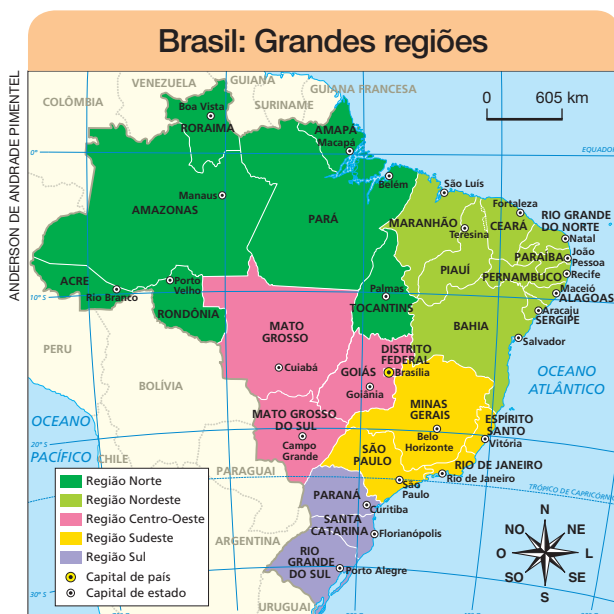 Brasil: Grandes regiões
ANDERSON DE ANDRADE PIMENTEL
VENEZUELA
GUIANA
GUIANA FRANCESA
COLÔMBIA
SURINAME
0 605 km
Boa Vista
RORAIMA
AMAPÁ
Macapá
0°
EQUADOR
Belém
São Luís
Manaus
AMAZONAS
PARÁ
MARANHÃO
Teresina
Fortaleza
CEARÁ
RIO GRANDE
DO NORTE
Natal
PARAÍBA
João
Pessoa
PIAUÍ
PERNAMBUCO
Recife
ACRE
Rio Branco
Porto
Velho
RONDÔNIA
Palmas
TOCANTINS
Maceió
ALAGOAS
Aracaju
SERGIPE
10° S
BAHIA
Salvador
MATO
GROSSO
Cuiabá
DISTRITO
FEDERAL
Brasília
GOIÁS
Goiânia
PERU
BOLÍVIA
OCEANO
ATLÂNTICO
MINAS
GERAIS
Belo
Horizonte
ESPÍRITO
SANTO
Vitória
MATO GROSSO
DO SUL
Campo
Grande
OCEANO
PACÍFICO
20° S
CHILE
SÃO
PAULO
São
Paulo
RIO DE JANEIRO
Rio de Janeiro
TRÓPICO DE CAPRICÓRNIO
PARAGUAI
PARANÁ
Curitiba
SANTA
CATARINA
Florianópolis
ARGENTINA
RIO
GRANDE
DO SUL
Porto Alegre
30° S
URUGUAI
Região Norte
Região Nordeste
Região Centro-Oeste
Região Sudeste
Região Sul
Capital de país
Capital de estado
N
NO NE
O L
SO SE
S